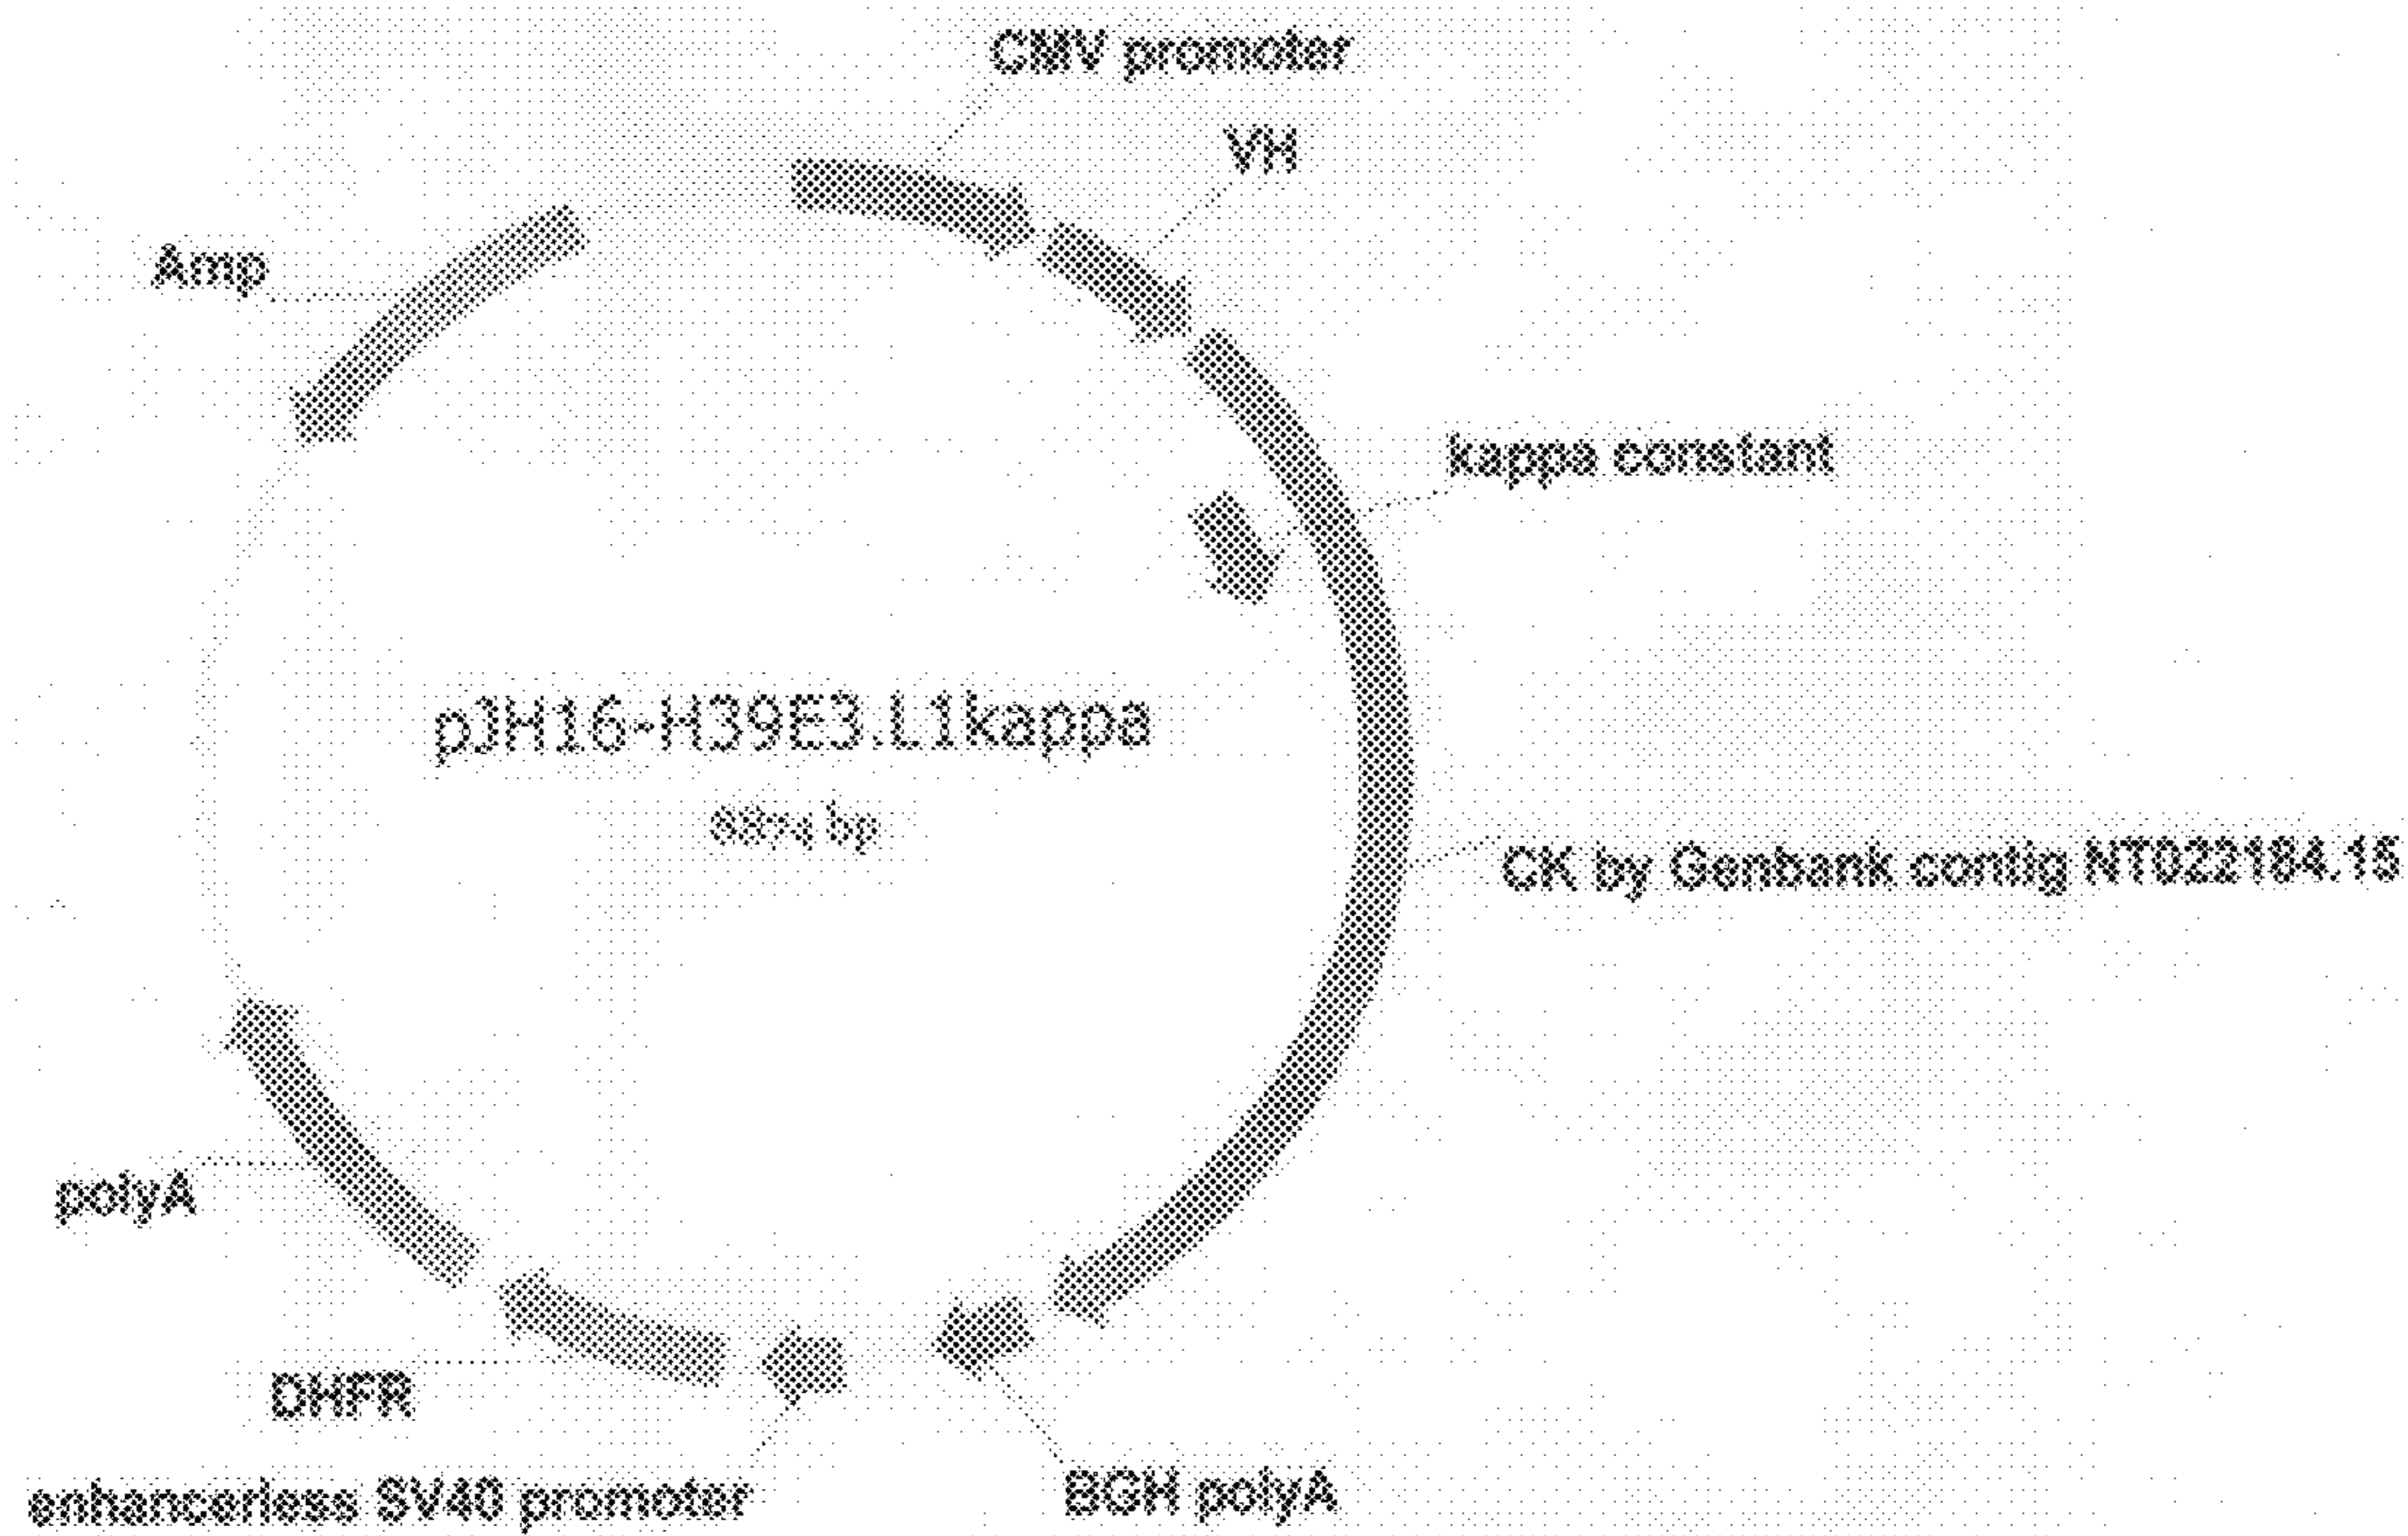 CMV promoter
VH
Amp
kappa constant
pJH16-H39E3.L1kappa
bp
CK by Genbank contig NT022184.15
polyA
DHFR
enhancerless SV40 promoter
BGH polyA